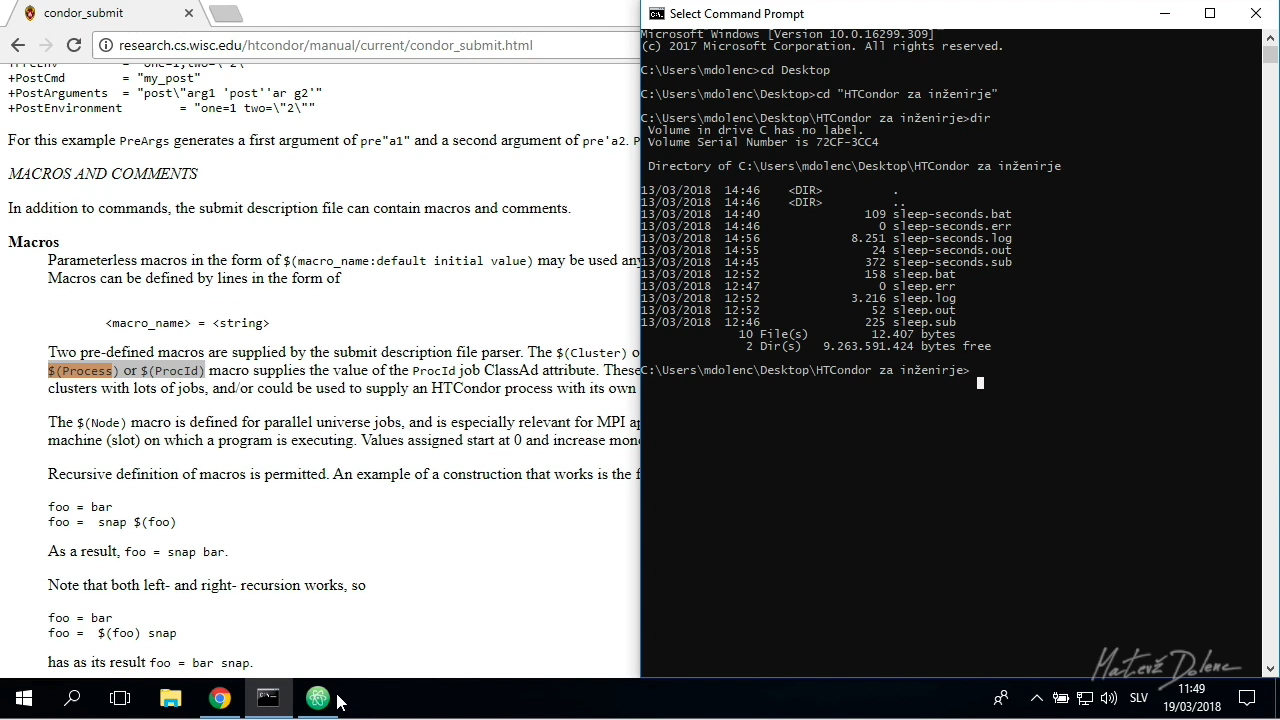 condor_submit
research.cs.wisc.edu/htcondor/manual/current/condor_submit.html
+PostCmd = "my_post"
+PostArguments = "post\"arg1 'post''ar g2'"
+PostEnvironment = "one=1 two=\"2\""
For this example PreArgs generates a first argument of pre"a1" and a second argument of pre'a2.
MACROS AND COMMENTS
In addition to commands, the submit description file can contain macros and comments.
Macros
Parameterless macros in the form of $(macro_name:default initial value) may be used any
Macros can be defined by lines in the form of
<macro_name> = <string>
Two pre-defined macros are supplied by the submit description file parser. The $(Cluster) o
$(Process) or $(ProcId) macro supplies the value of the ProcId job ClassAd attribute. These
clusters with lots of jobs, and/or could be used to supply an HTCondor process with its own
The $(Node) macro is defined for parallel universe jobs, and is especially relevant for MPI ap
machine (slot) on which a program is executing. Values assigned start at 0 and increase mon
Recursive definition of macros is permitted. An example of a construction that works is the f
foo = bar
foo = snap $(foo)
As a result, foo = snap bar.
Note that both left- and right- recursion works, so
foo = bar
foo = $(foo) snap
has as its result foo = bar snap.
Select Command Prompt
Microsoft Windows [Version 10.0.16299.309]
(c) 2017 Microsoft Corporation. All rights reserved.
C:\Users\mdolenc>cd Desktop
C:\Users\mdolenc\Desktop>cd "HTCondor za inženirje"
C:\Users\mdolenc\Desktop\HTCondor za inženirje>dir
Volume in drive C has no label.
Volume Serial Number is 72CF-3CC4
Directory of C:\Users\mdolenc\Desktop\HTCondor za inženirje
13/03/2018 14:46 <DIR> .
13/03/2018 14:46 <DIR> ..
13/03/2018 14:40 109 sleep-seconds.bat
13/03/2018 14:46 0 sleep-seconds.err
13/03/2018 14:56 8.251 sleep-seconds.log
13/03/2018 14:55 24 sleep-seconds.out
13/03/2018 14:45 372 sleep-seconds.sub
13/03/2018 12:52 158 sleep.bat
13/03/2018 12:47 0 sleep.err
13/03/2018 12:52 3.216 sleep.log
13/03/2018 12:52 52 sleep.out
13/03/2018 12:46 225 sleep.sub
10 File(s) 12.407 bytes
2 Dir(s) 9.263.591.424 bytes free
C:\Users\mdolenc\Desktop\HTCondor za inženirje>
Matevž Dolenc
SLV
11:49
19/03/2018